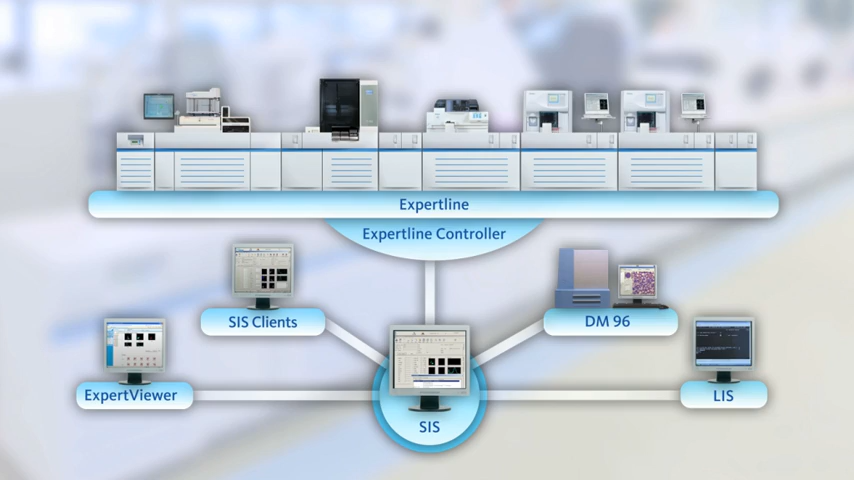 Expertline
Expertline Controller
SIS Clients
DM 96
ExpertViewer
LIS
SIS